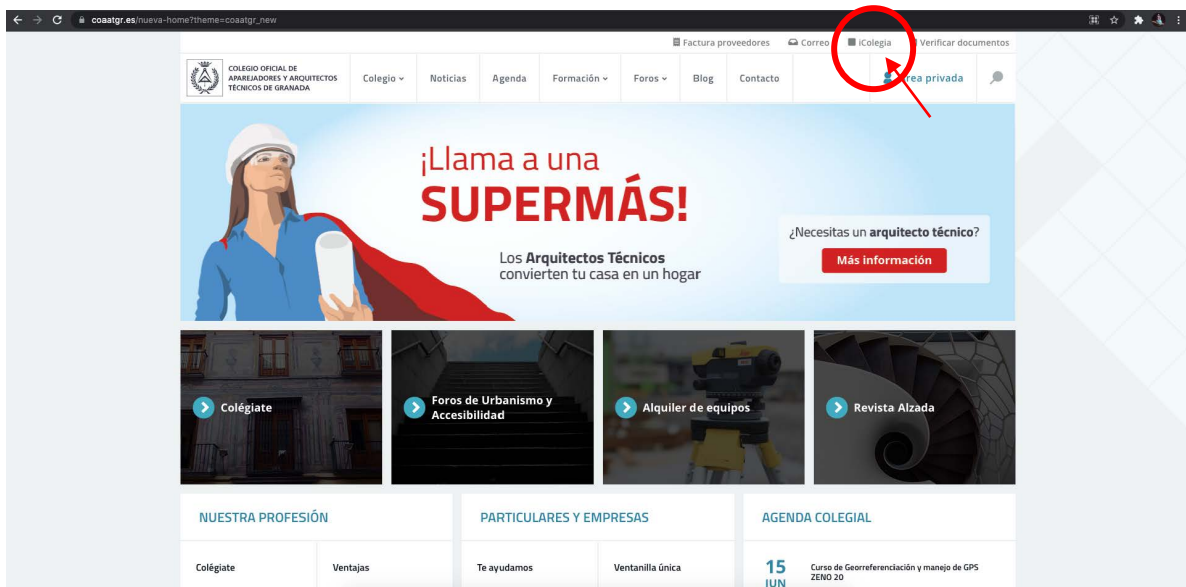 coaatgr.es/nueva-home?theme=coaatgr_new
Factura proveedores Correo iColegia Verificar documentos
COLEGIO OFICIAL DE
APAREJADORES Y ARQUITECTOS
TÉCNICOS DE GRANADA
Colegio Noticias Agenda Formación Foros Blog Contacto Área privada
¡Llama a una
SUPERMÁS!
Los Arquitectos Técnicos
convierten tu casa en un hogar
¿Necesitas un arquitecto técnico?
Más información
Colégiate
Foros de Urbanismo y
Accesibilidad
Alquiler de equipos
Revista Alzada
NUESTRA PROFESIÓN
Colégiate Ventajas
PARTICULARES Y EMPRESAS
Te ayudamos Ventanilla única
AGENDA COLEGIAL
15
JUN
Curso de Georreferenciación y manejo de GPS
ZENO 20